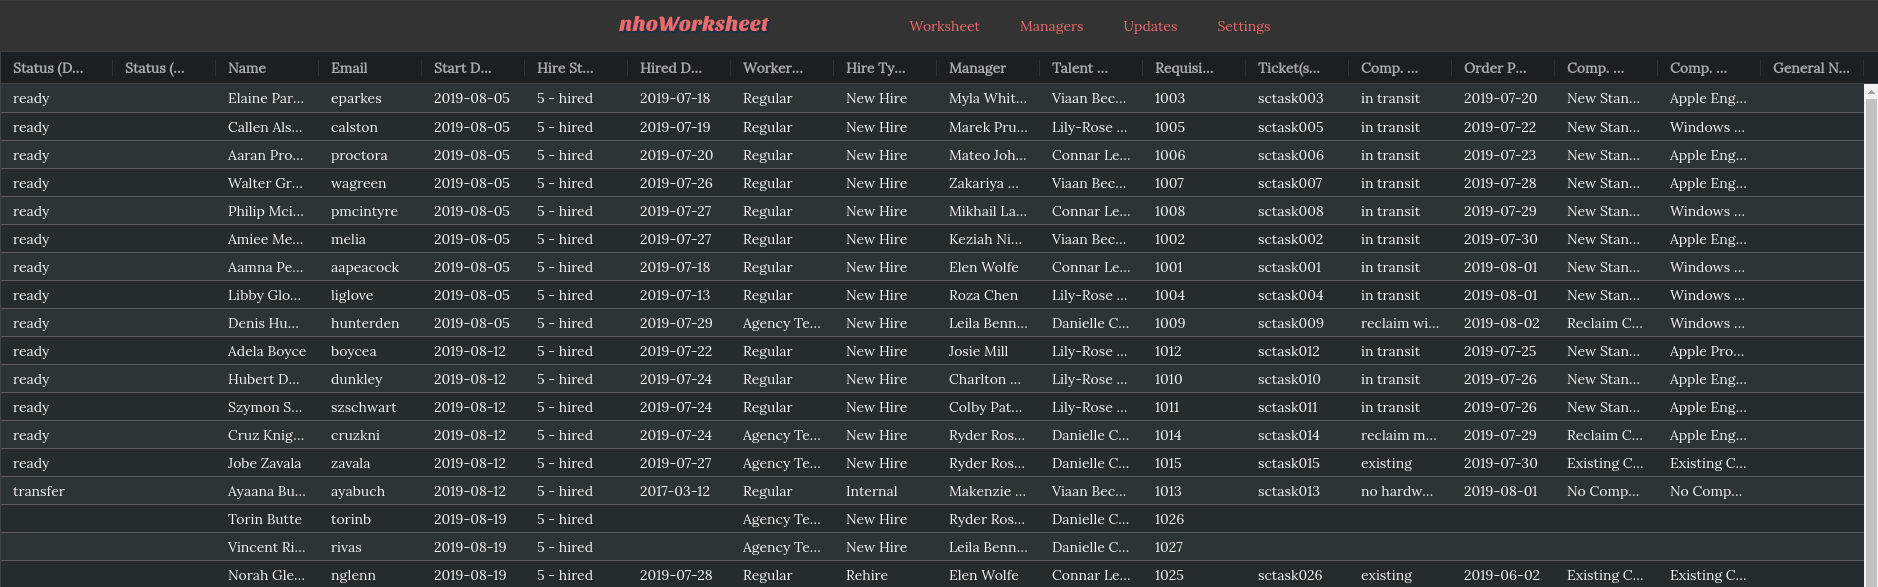 nhoWorksheet Worksheet Managers Updates Settings
Status (D... Status (... Name Email Start D... Hire St... Hired D... Worker... Hire Ty... Manager Talent ... Requisi... Ticket(s... Comp. ... Order P... Comp. ... Comp. ... General N...
ready Elaine Par... eparkes 2019-08-05 5 - hired 2019-07-18 Regular New Hire Myla Whit... Viaan Bec... 1003 sctask003 in transit 2019-07-20 New Stan... Apple Eng...
ready Callen Als... calston 2019-08-05 5 - hired 2019-07-19 Regular New Hire Marek Pru... Lily-Rose ... 1005 sctask005 in transit 2019-07-22 New Stan... Windows ...
ready Aaran Pro... proctora 2019-08-05 5 - hired 2019-07-20 Regular New Hire Mateo Joh... Connar Le... 1006 sctask006 in transit 2019-07-23 New Stan... Apple Eng...
ready Walter Gr... wagreen 2019-08-05 5 - hired 2019-07-26 Regular New Hire Zakariya ... Viaan Bec... 1007 sctask007 in transit 2019-07-28 New Stan... Apple Eng...
ready Philip Mci... pmcintyre 2019-08-05 5 - hired 2019-07-27 Regular New Hire Mikhail La... Connar Le... 1008 sctask008 in transit 2019-07-29 New Stan... Windows ...
ready Amiee Me... melia 2019-08-05 5 - hired 2019-07-27 Regular New Hire Keziah Ni... Viaan Bec... 1002 sctask002 in transit 2019-07-30 New Stan... Apple Eng...
ready Aamna Pe... aapeacock 2019-08-05 5 - hired 2019-07-18 Regular New Hire Elen Wolfe Connar Le... 1001 sctask001 in transit 2019-08-01 New Stan... Windows ...
ready Libby Glo... liglove 2019-08-05 5 - hired 2019-07-13 Regular New Hire Roza Chen Lily-Rose ... 1004 sctask004 in transit 2019-08-01 New Stan... Windows ...
ready Denis Hu... hunterden 2019-08-05 5 - hired 2019-07-29 Agency Te... New Hire Leila Benn... Danielle C... 1009 sctask009 reclaim wi... 2019-08-02 Reclaim C... Windows ...
ready Adela Boyce boycea 2019-08-12 5 - hired 2019-07-22 Regular New Hire Josie Mill Lily-Rose ... 1012 sctask012 in transit 2019-07-25 New Stan... Apple Pro...
ready Hubert D... dunkley 2019-08-12 5 - hired 2019-07-24 Regular New Hire Charlton ... Lily-Rose ... 1010 sctask010 in transit 2019-07-26 New Stan... Apple Eng...
ready Szymon S... szschwart 2019-08-12 5 - hired 2019-07-24 Regular New Hire Colby Pat... Lily-Rose ... 1011 sctask011 in transit 2019-07-26 New Stan... Apple Eng...
ready Cruz Knig... cruzkni 2019-08-12 5 - hired 2019-07-24 Agency Te... New Hire Ryder Ros... Danielle C... 1014 sctask014 reclaim m... 2019-07-29 Reclaim C... Apple Eng...
ready Jobe Zavala zavala 2019-08-12 5 - hired 2019-07-27 Agency Te... New Hire Ryder Ros... Danielle C... 1015 sctask015 existing 2019-07-30 Existing C... Existing C...
transfer Ayaana Bu... ayabuch 2019-08-12 5 - hired 2017-03-12 Regular Internal Makenzie ... Viaan Bec... 1013 sctask013 no hardw... 2019-08-01 No Comp... No Comp...
Torin Butte torinb 2019-08-19 5 - hired Agency Te... New Hire Ryder Ros... Danielle C... 1026
Vincent Ri... rivas 2019-08-19 5 - hired Agency Te... New Hire Leila Benn... Danielle C... 1027
Norah Gle... nglenn 2019-08-19 5 - hired 2019-07-28 Regular Rehire Elen Wolfe Connar Le... 1025 sctask026 existing 2019-06-02 Existing C... Existing C...